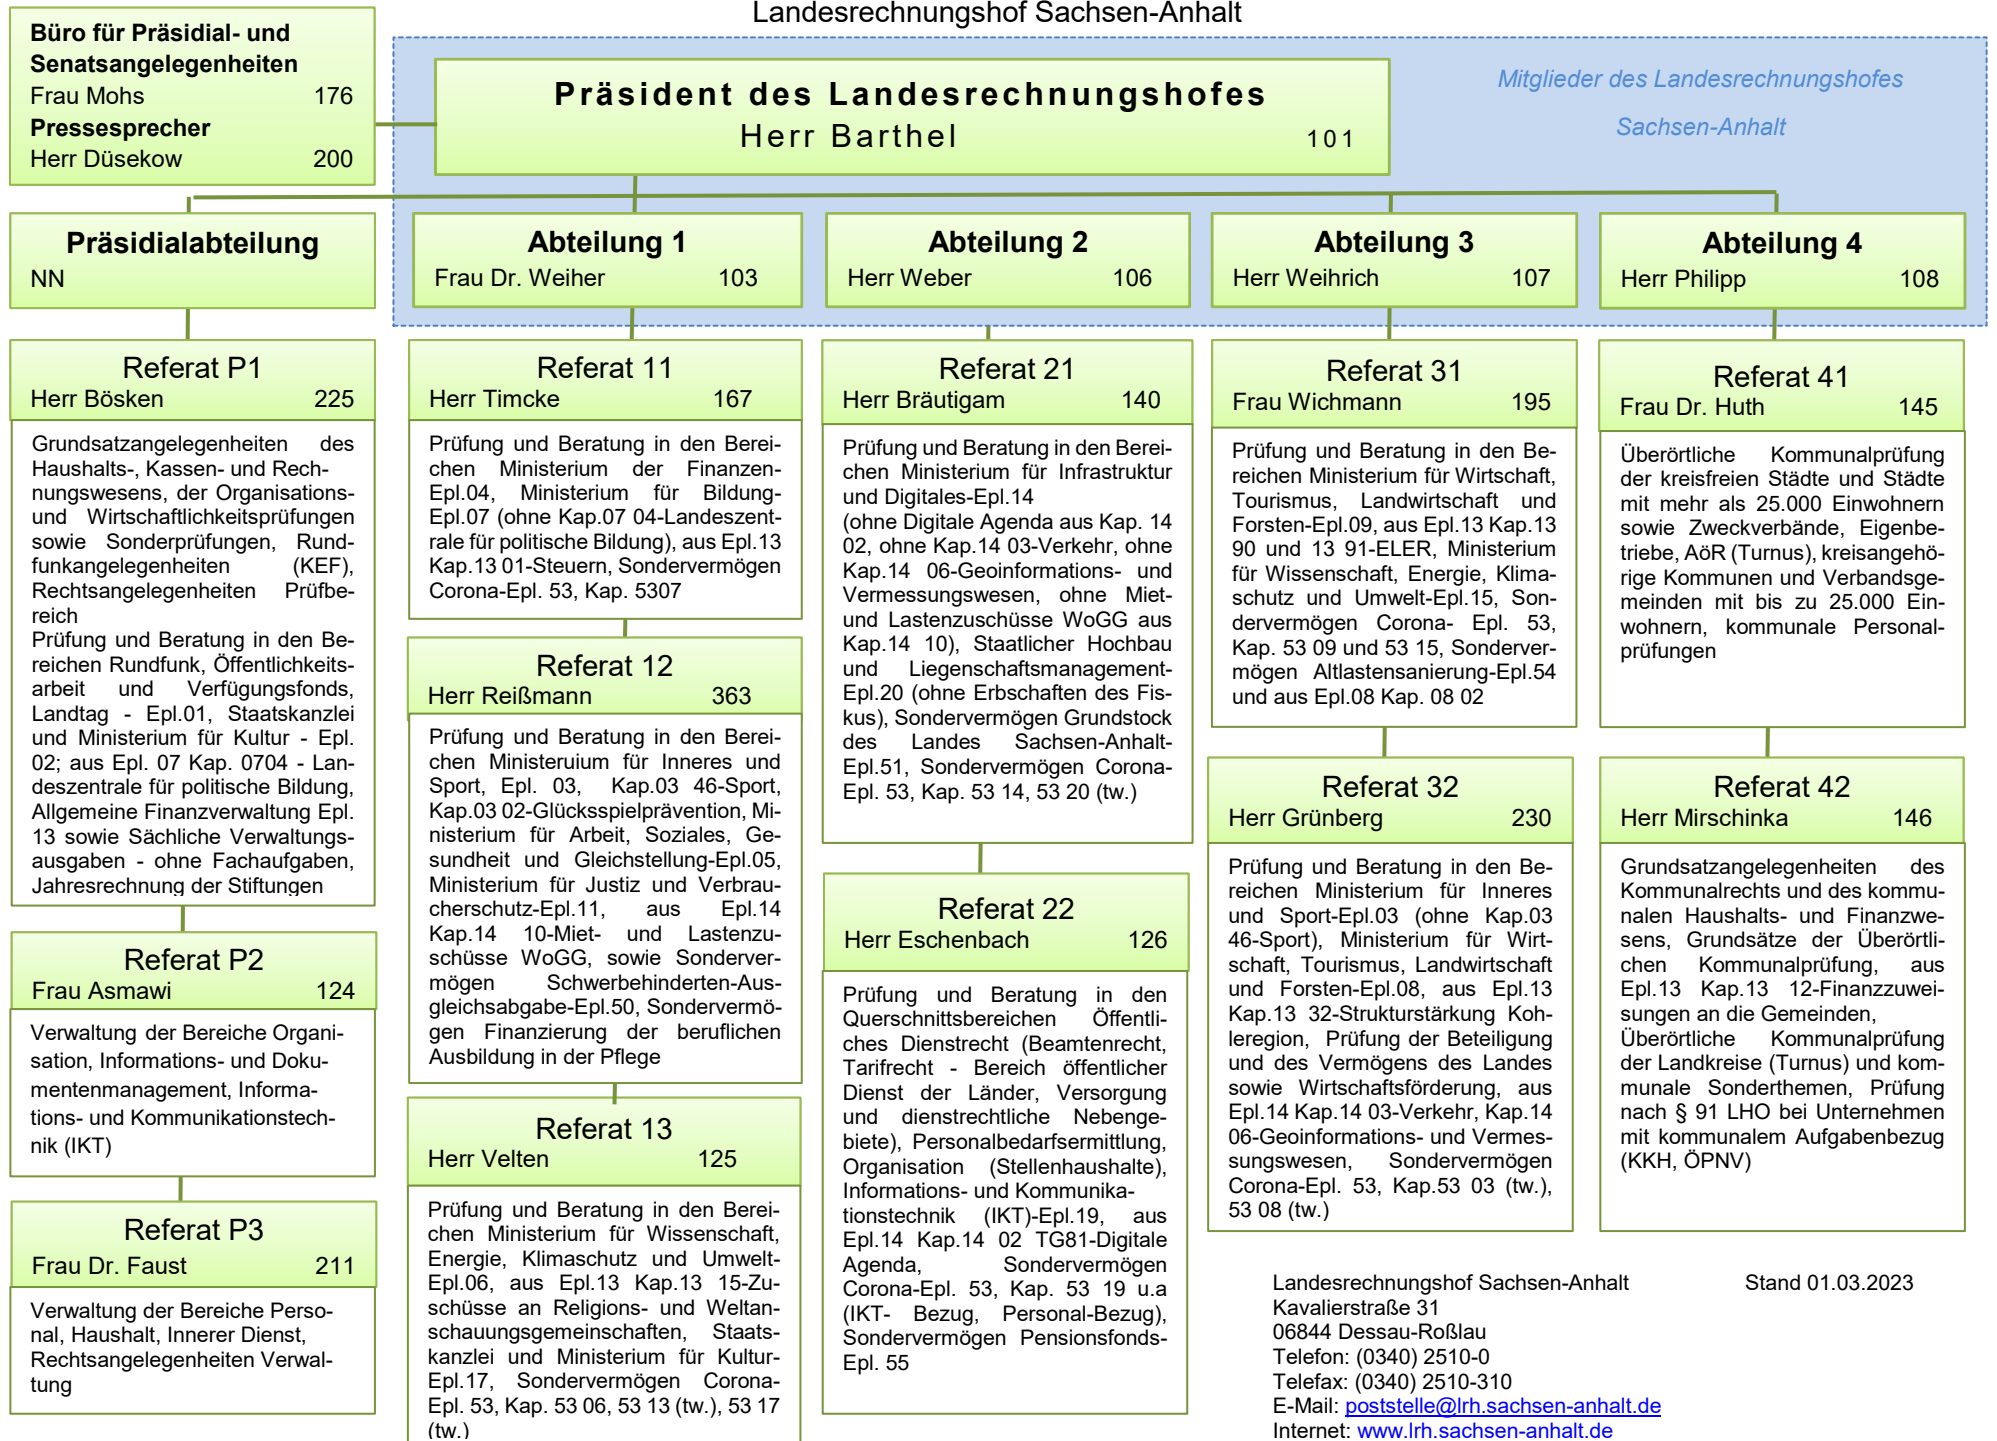 Landesrechnungshof Sachsen-Anhalt
Büro für Präsidial- und
Senatsangelegenheiten
Frau Mohs 176
Pressesprecher
Herr Düsekow 200
Präsident des Landesrechnungshofes
Herr Barthel 101
Mitglieder des Landesrechnungshofes
Sachsen-Anhalt
Präsidialabteilung
NN
Abteilung 1
Frau Dr. Weiher 103
Abteilung 2
Herr Weber 106
Abteilung 3
Herr Weihrich 107
Abteilung 4
Herr Philipp 108
Referat P1
Herr Bösken 225
Grundsatzangelegenheiten des
Haushalts-, Kassen- und Rech-
nungswesens, der Organisations-
und Wirtschaftlichkeitsprüfungen
sowie Sonderprüfungen, Rund-
funkangelegenheiten (KEF),
Rechtsangelegenheiten Prüfbe-
reich
Prüfung und Beratung in den Be-
reichen Rundfunk, Öffentlichkeits-
arbeit und Verfügungsfonds,
Landtag - Epl.01, Staatskanzlei
und Ministerium für Kultur - Epl.
02; aus Epl. 07 Kap. 0704 - Lan-
deszentrale für politische Bildung,
Allgemeine Finanzverwaltung Epl.
13 sowie Sächliche Verwaltungs-
ausgaben - ohne Fachaufgaben,
Jahresrechnung der Stiftungen
Referat P2
Frau Asmawi 124
Verwaltung der Bereiche Organi-
sation, Informations- und Doku-
mentenmanagement, Informa-
tions- und Kommunikationstech-
nik (IKT)
Referat P3
Frau Dr. Faust 211
Verwaltung der Bereiche Perso-
nal, Haushalt, Innerer Dienst,
Rechtsangelegenheiten Verwal-
tung
Referat 11
Herr Timcke 167
Prüfung und Beratung in den Berei-
chen Ministerium der Finanzen-
Epl.04, Ministerium für Bildung-
Epl.07 (ohne Kap.07 04-Landeszent-
rale für politische Bildung), aus Epl.13
Kap.13 01-Steuern, Sondervermögen
Corona-Epl. 53, Kap. 5307
Referat 12
Herr Reißmann 363
Prüfung und Beratung in den Berei-
chen Ministeruium für Inneres und
Sport, Epl. 03, Kap.03 46-Sport,
Kap.03 02-Glücksspielprävention, Mi-
nisterium für Arbeit, Soziales, Ge-
sundheit und Gleichstellung-Epl.05,
Ministerium für Justiz und Verbrau-
cherschutz-Epl.11, aus Epl.14
Kap.14 10-Miet- und Lastenzu-
schüsse WoGG, sowie Sonderver-
mögen Schwerbehinderten-Aus-
gleichsabgabe-Epl.50, Sondervermö-
gen Finanzierung der beruflichen
Ausbildung in der Pflege
Referat 13
Herr Velten 125
Prüfung und Beratung in den Berei-
chen Ministerium für Wissenschaft,
Energie, Klimaschutz und Umwelt-
Epl.06, aus Epl.13 Kap.13 15-Zu-
schüsse an Religions- und Weltan-
schauungsgemeinschaften, Staats-
kanzlei und Ministerium für Kultur-
Epl.17, Sondervermögen Corona-
Epl. 53, Kap. 53 06, 53 13 (tw.), 53 17
(tw.)
Referat 21
Herr Bräutigam 140
Prüfung und Beratung in den Berei-
chen Ministerium für Infrastruktur
und Digitales-Epl.14
(ohne Digitale Agenda aus Kap. 14
02, ohne Kap.14 03-Verkehr, ohne
Kap.14 06-Geoinformations- und
Vermessungswesen, ohne Miet-
und Lastenzuschüsse WoGG aus
Kap.14 10), Staatlicher Hochbau
und Liegenschaftsmanagement-
Epl.20 (ohne Erbschaften des Fis-
kus), Sondervermögen Grundstock
des Landes Sachsen-Anhalt-
Epl.51, Sondervermögen Corona-
Epl. 53, Kap. 53 14, 53 20 (tw.)
Referat 22
Herr Eschenbach 126
Prüfung und Beratung in den
Querschnittsbereichen Öffentli-
ches Dienstrecht (Beamtenrecht,
Tarifrecht - Bereich öffentlicher
Dienst der Länder, Versorgung
und dienstrechtliche Nebenge-
biete), Personalbedarfsermittlung,
Organisation (Stellenhaushalte),
Informations- und Kommunika-
tionstechnik (IKT)-Epl.19, aus
Epl.14 Kap.14 02 TG81-Digitale
Agenda, Sondervermögen
Corona-Epl. 53, Kap. 53 19 u.a
(IKT- Bezug, Personal-Bezug),
Sondervermögen Pensionsfonds-
Epl. 55
Referat 31
Frau Wichmann 195
Prüfung und Beratung in den Be-
reichen Ministerium für Wirtschaft,
Tourismus, Landwirtschaft und
Forsten-Epl.09, aus Epl.13 Kap.13
90 und 13 91-ELER, Ministerium
für Wissenschaft, Energie, Klima-
schutz und Umwelt-Epl.15, Son-
dervermögen Corona- Epl. 53,
Kap. 53 09 und 53 15, Sonderver-
mögen Altlastensanierung-Epl.54
und aus Epl.08 Kap. 08 02
Referat 32
Herr Grünberg 230
Prüfung und Beratung in den Be-
reichen Ministerium für Inneres
und Sport-Epl.03 (ohne Kap.03
46-Sport), Ministerium für Wirt-
schaft, Tourismus, Landwirtschaft
und Forsten-Epl.08, aus Epl.13
Kap.13 32-Strukturstärkung Koh-
leregion, Prüfung der Beteiligung
und des Vermögens des Landes
sowie Wirtschaftsförderung, aus
Epl.14 Kap.14 03-Verkehr, Kap.14
06-Geoinformations- und Vermes-
sungswesen, Sondervermögen
Corona-Epl. 53, Kap.53 03 (tw.),
53 08 (tw.)
Referat 41
Frau Dr. Huth 145
Überörtliche Kommunalprüfung
der kreisfreien Städte und Städte
mit mehr als 25.000 Einwohnern
sowie Zweckverbände, Eigenbe-
triebe, AöR (Turnus), kreisangehö-
rige Kommunen und Verbandsge-
meinden mit bis zu 25.000 Ein-
wohnern, kommunale Personal-
prüfungen
Referat 42
Herr Mirschinka 146
Grundsatzangelegenheiten des
Kommunalrechts und des kommu-
nalen Haushalts- und Finanzwe-
sens, Grundsätze der Überörtli-
chen Kommunalprüfung, aus
Epl.13 Kap.13 12-Finanzzuwei-
sungen an die Gemeinden,
Überörtliche Kommunalprüfung
der Landkreise (Turnus) und kom-
munale Sonderthemen, Prüfung
nach § 91 LHO bei Unternehmen
mit kommunalem Aufgabenbezug
(KKH, ÖPNV)
Landesrechnungshof Sachsen-Anhalt Stand 01.03.2023
Kavalierstraße 31
06844 Dessau-Roßlau
Telefon: (0340) 2510-0
Telefax: (0340) 2510-310
E-Mail: poststelle@lrh.sachsen-anhalt.de
Internet: www.lrh.sachsen-anhalt.de